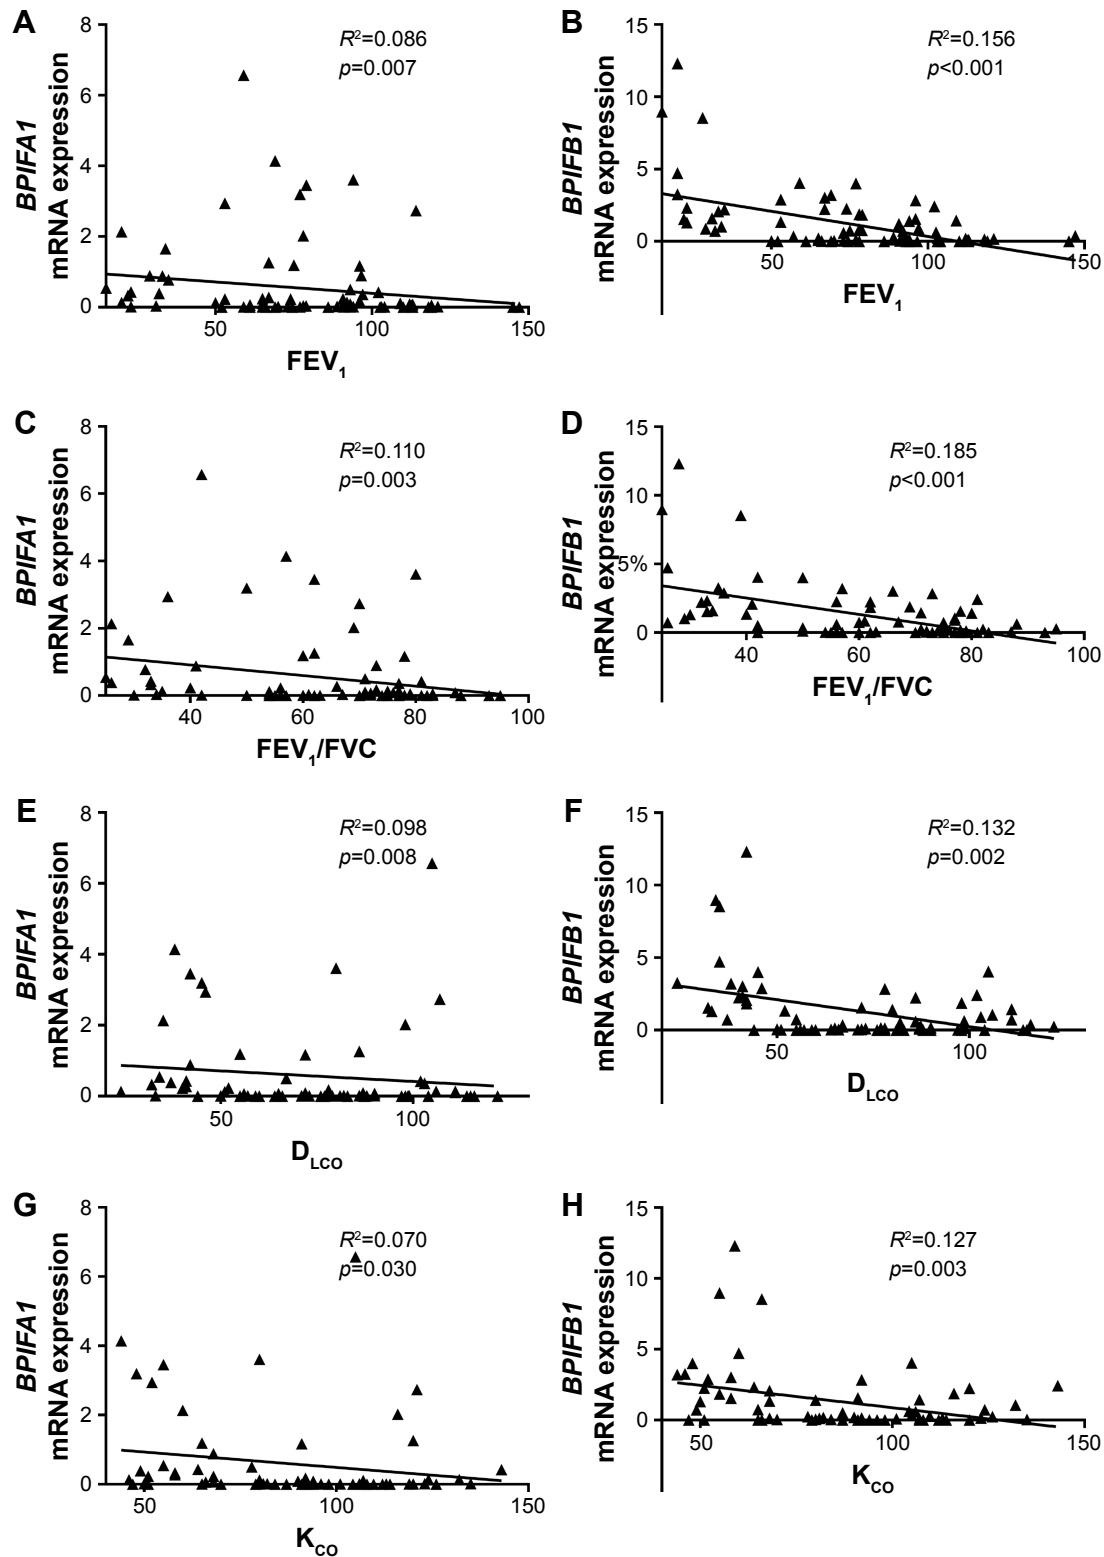 A
8
6
4
2
0
BPIFA1
mRNA expression
R²=0.086
p=0.007
50
100
150
FEV₁
B
15
10
5
0
BPIFB1
mRNA expression
R²=0.156
p<0.001
50
100
150
FEV₁
C
8
6
4
2
0
BPIFA1
mRNA expression
R²=0.110
p=0.003
40
60
80
100
FEV₁/FVC
D
15
10
5%
0
BPIFB1
mRNA expression
R²=0.185
p<0.001
40
60
80
100
FEV₁/FVC
E
8
6
4
2
0
BPIFA1
mRNA expression
R²=0.098
p=0.008
50
100
D LCO
F
15
10
5
0
BPIFB1
mRNA expression
R²=0.132
p=0.002
50
100
D LCO
G
8
6
4
2
0
BPIFA1
mRNA expression
R²=0.070
p=0.030
50
100
150
K CO
H
15
10
5
0
BPIFB1
mRNA expression
R²=0.127
p=0.003
50
100
150
K CO